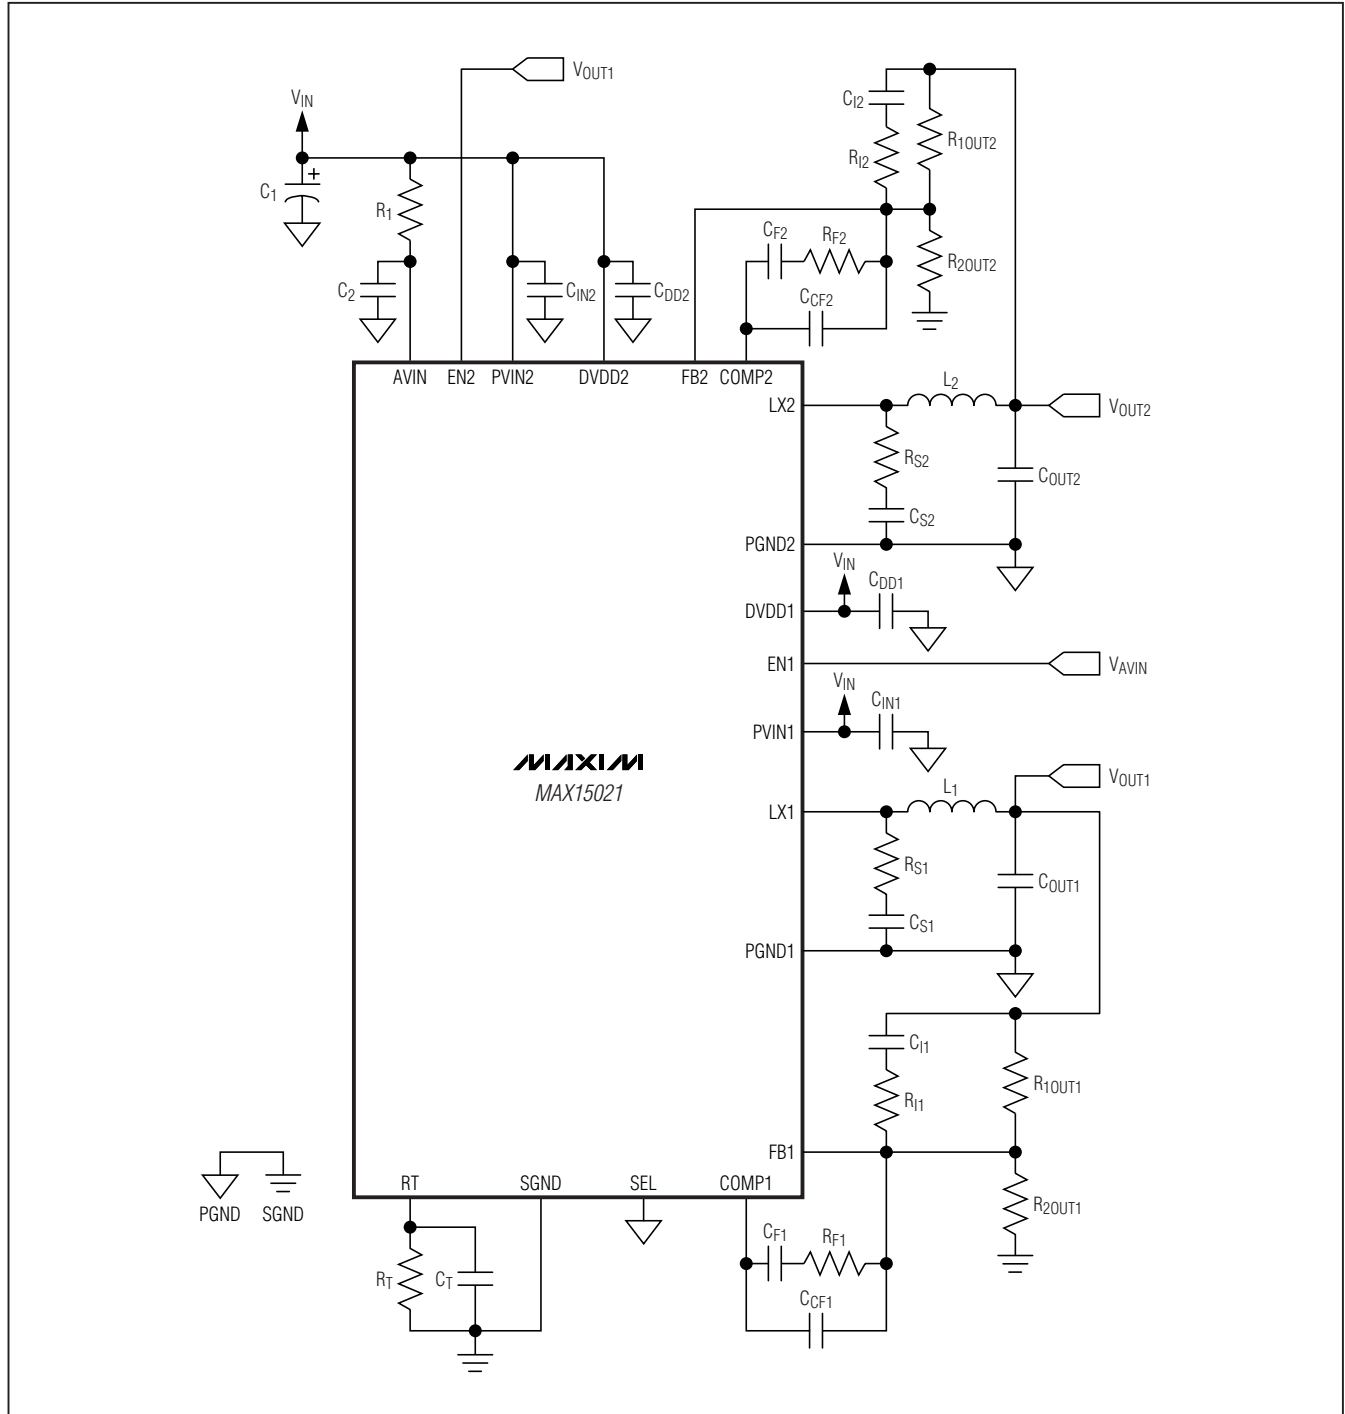 VOUT1
VIN
C1
+
R1
C2
CIN2
CDD2
CI2
RI2
R1OUT2
CF2
RF2
R2OUT2
CCF2
AVIN
EN2
PVIN2
DVDD2
FB2
COMP2
LX2
L2
VOUT2
RS2
COUT2
CS2
PGND2
VIN
CDD1
DVDD1
EN1
VAVIN
VIN
CIN1
PVIN1
MAXIM
MAX15021
VOUT1
LX1
L1
RS1
COUT1
CS1
PGND1
CI1
RI1
R1OUT1
FB1
R2OUT1
RT
SGND
SEL
COMP1
PGND
SGND
RT
CT
CF1
RF1
CCF1